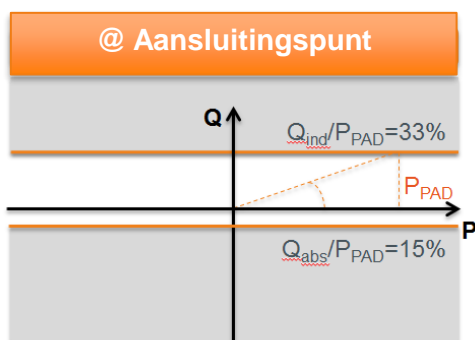 @ Aansluitingspunt
Q
Qind/PPAD=33%
PPAD
P
Qabs/PPAD=15%